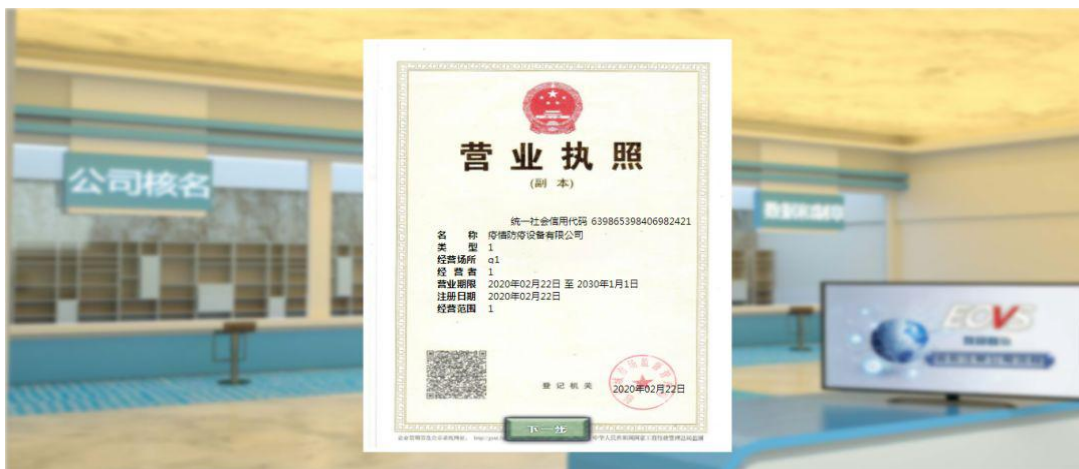 公司核名
营业执照
(副 本)
统一社会信用代码 639865398406982421
名 称 疫情防疫设备有限公司
类 型 1
经营场所 q1
经 营 者 1
营业期限 2020年02月22日 至 2030年1月1日
注册日期 2020年02月22日
经营范围 1
登 记 机 关
2020年02月22日
下一步
ECVS